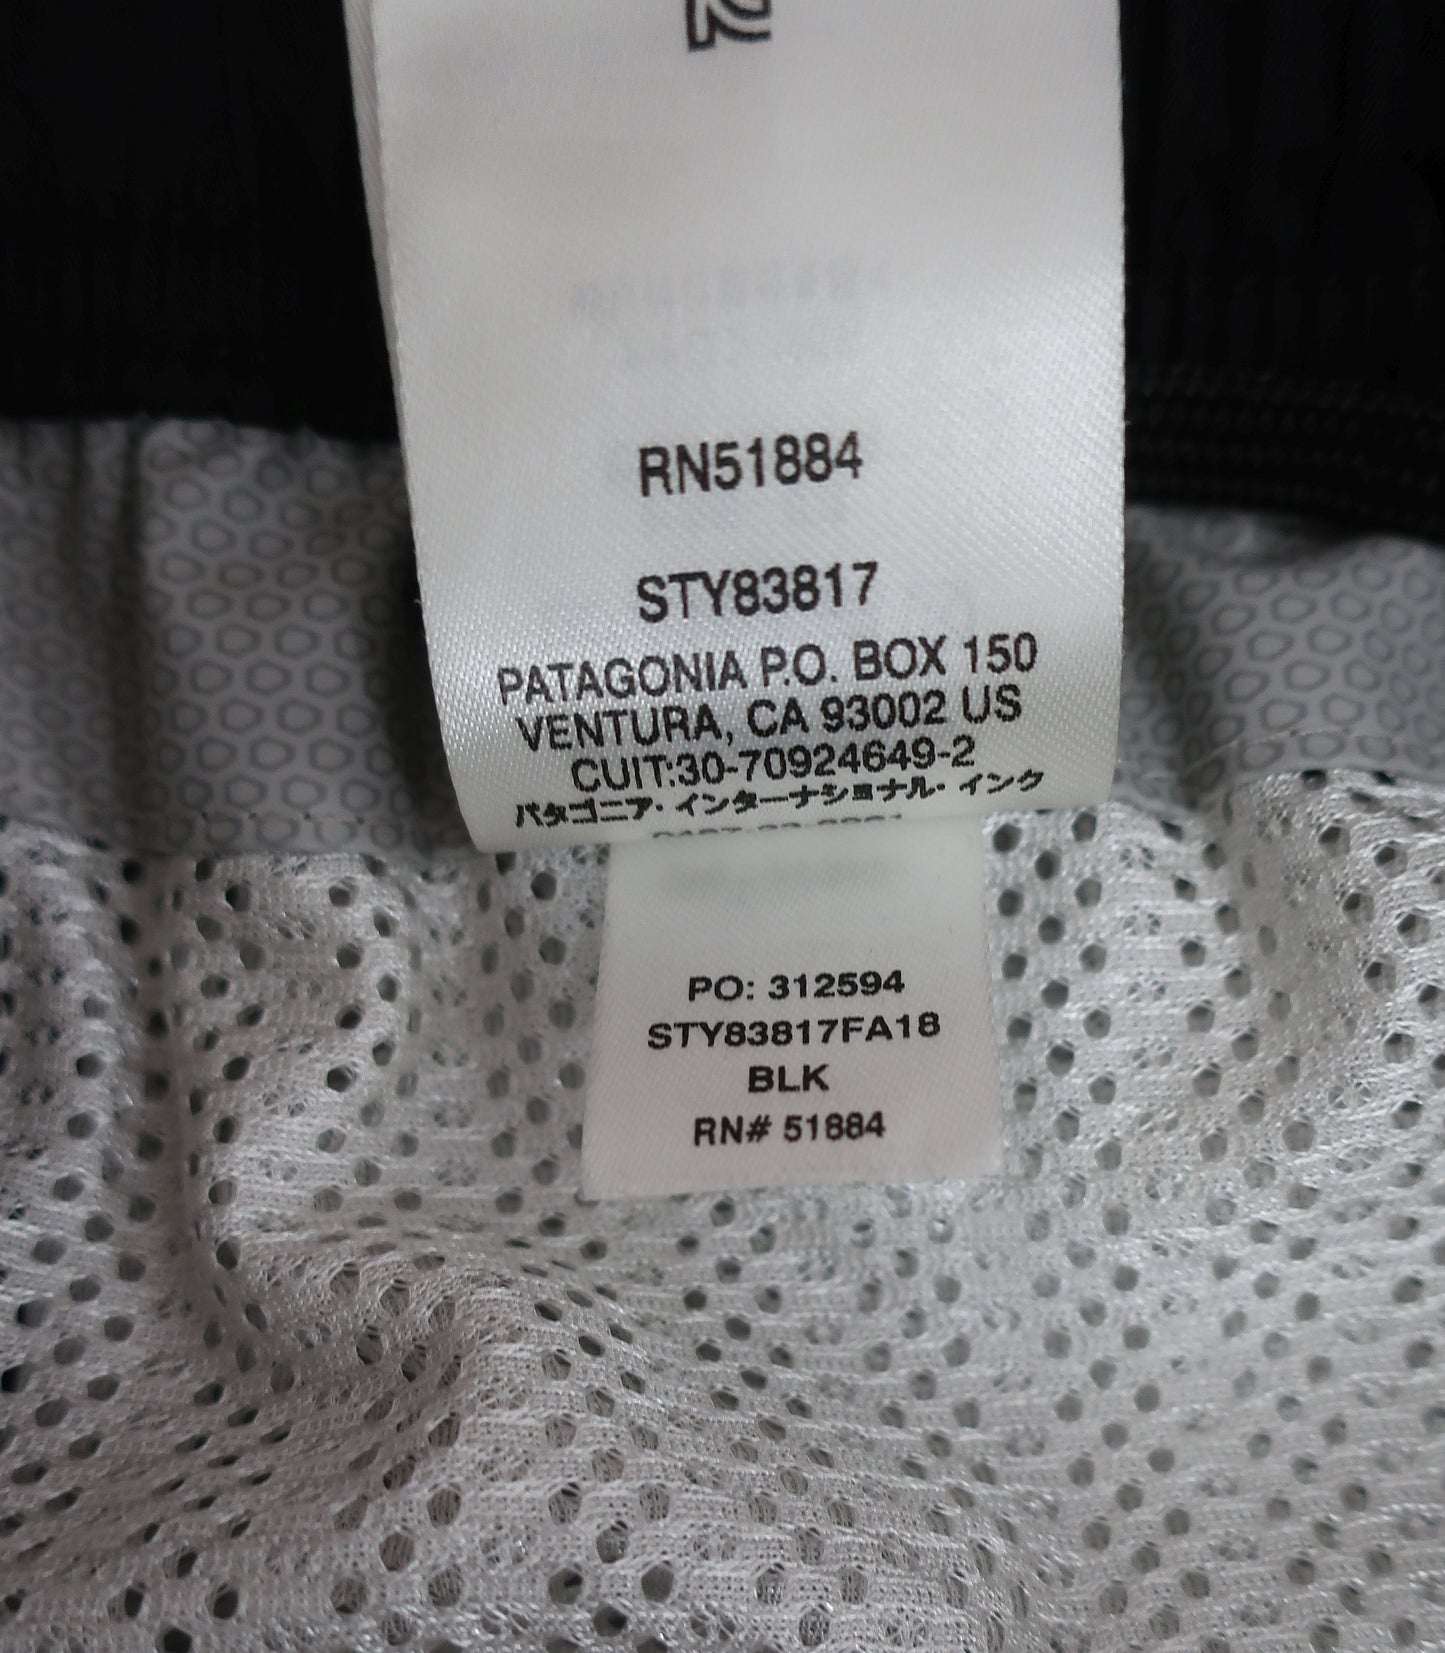 RN51884
STY83817
PATAGONIA P.O. BOX 150
VENTURA, CA 93002 US
CUIT:30-70924649-2
パタゴニア・インターナショナル・インク
PO: 312594
STY83817FA18
BLK
RN# 51884